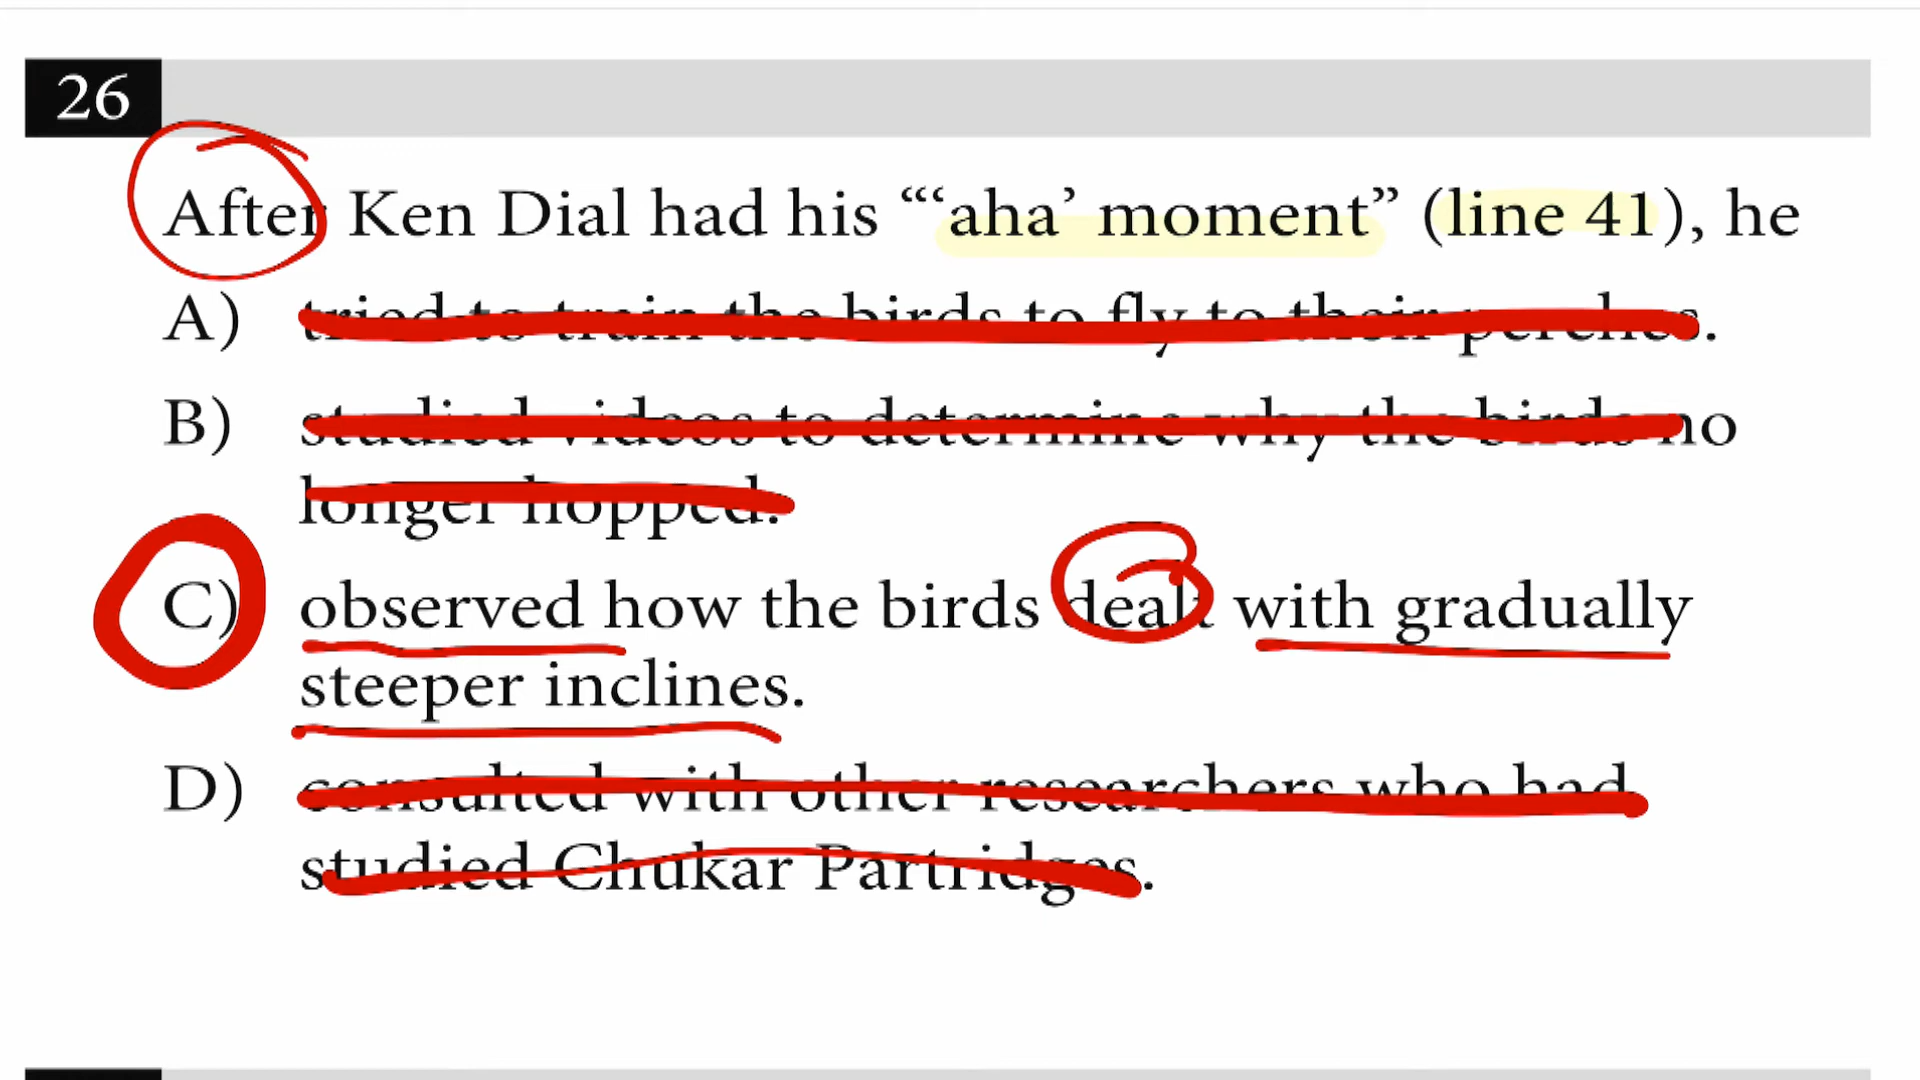 26
After Ken Dial had his “‘aha’ moment” (line 41), he
A) tried to train the birds to fly to their perches.
B) studied videos to determine why the birds no
longer hopped.
C) observed how the birds dealt with gradually
steeper inclines.
D) consulted with other researchers who had
studied Chukar Partridges.